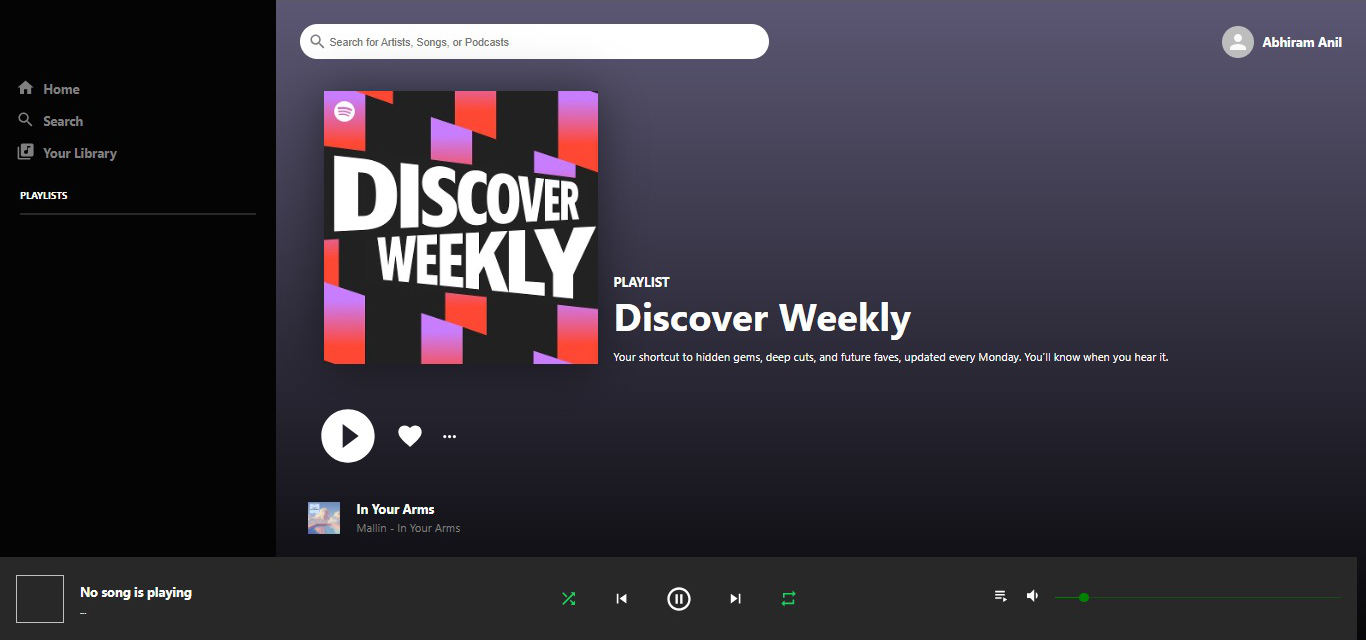 Search for Artists, Songs, or Podcasts
Abhiram Anil
Home
Search
Your Library
PLAYLISTS
DISCOVER
WEEKLY
PLAYLIST
Discover Weekly
Your shortcut to hidden gems, deep cuts, and future faves, updated every Monday. You'll know when you hear it.
In Your Arms
Mallin - In Your Arms
No song is playing
...